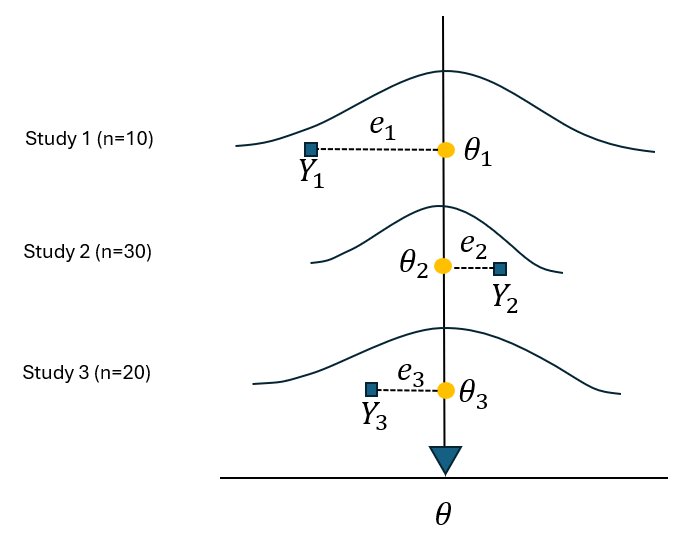 e₁
Study 1 (n=10)
θ₁
Y₁
e₂
Study 2 (n=30)
θ₂
Y₂
e₃
Study 3 (n=20)
θ₃
Y₃
θ